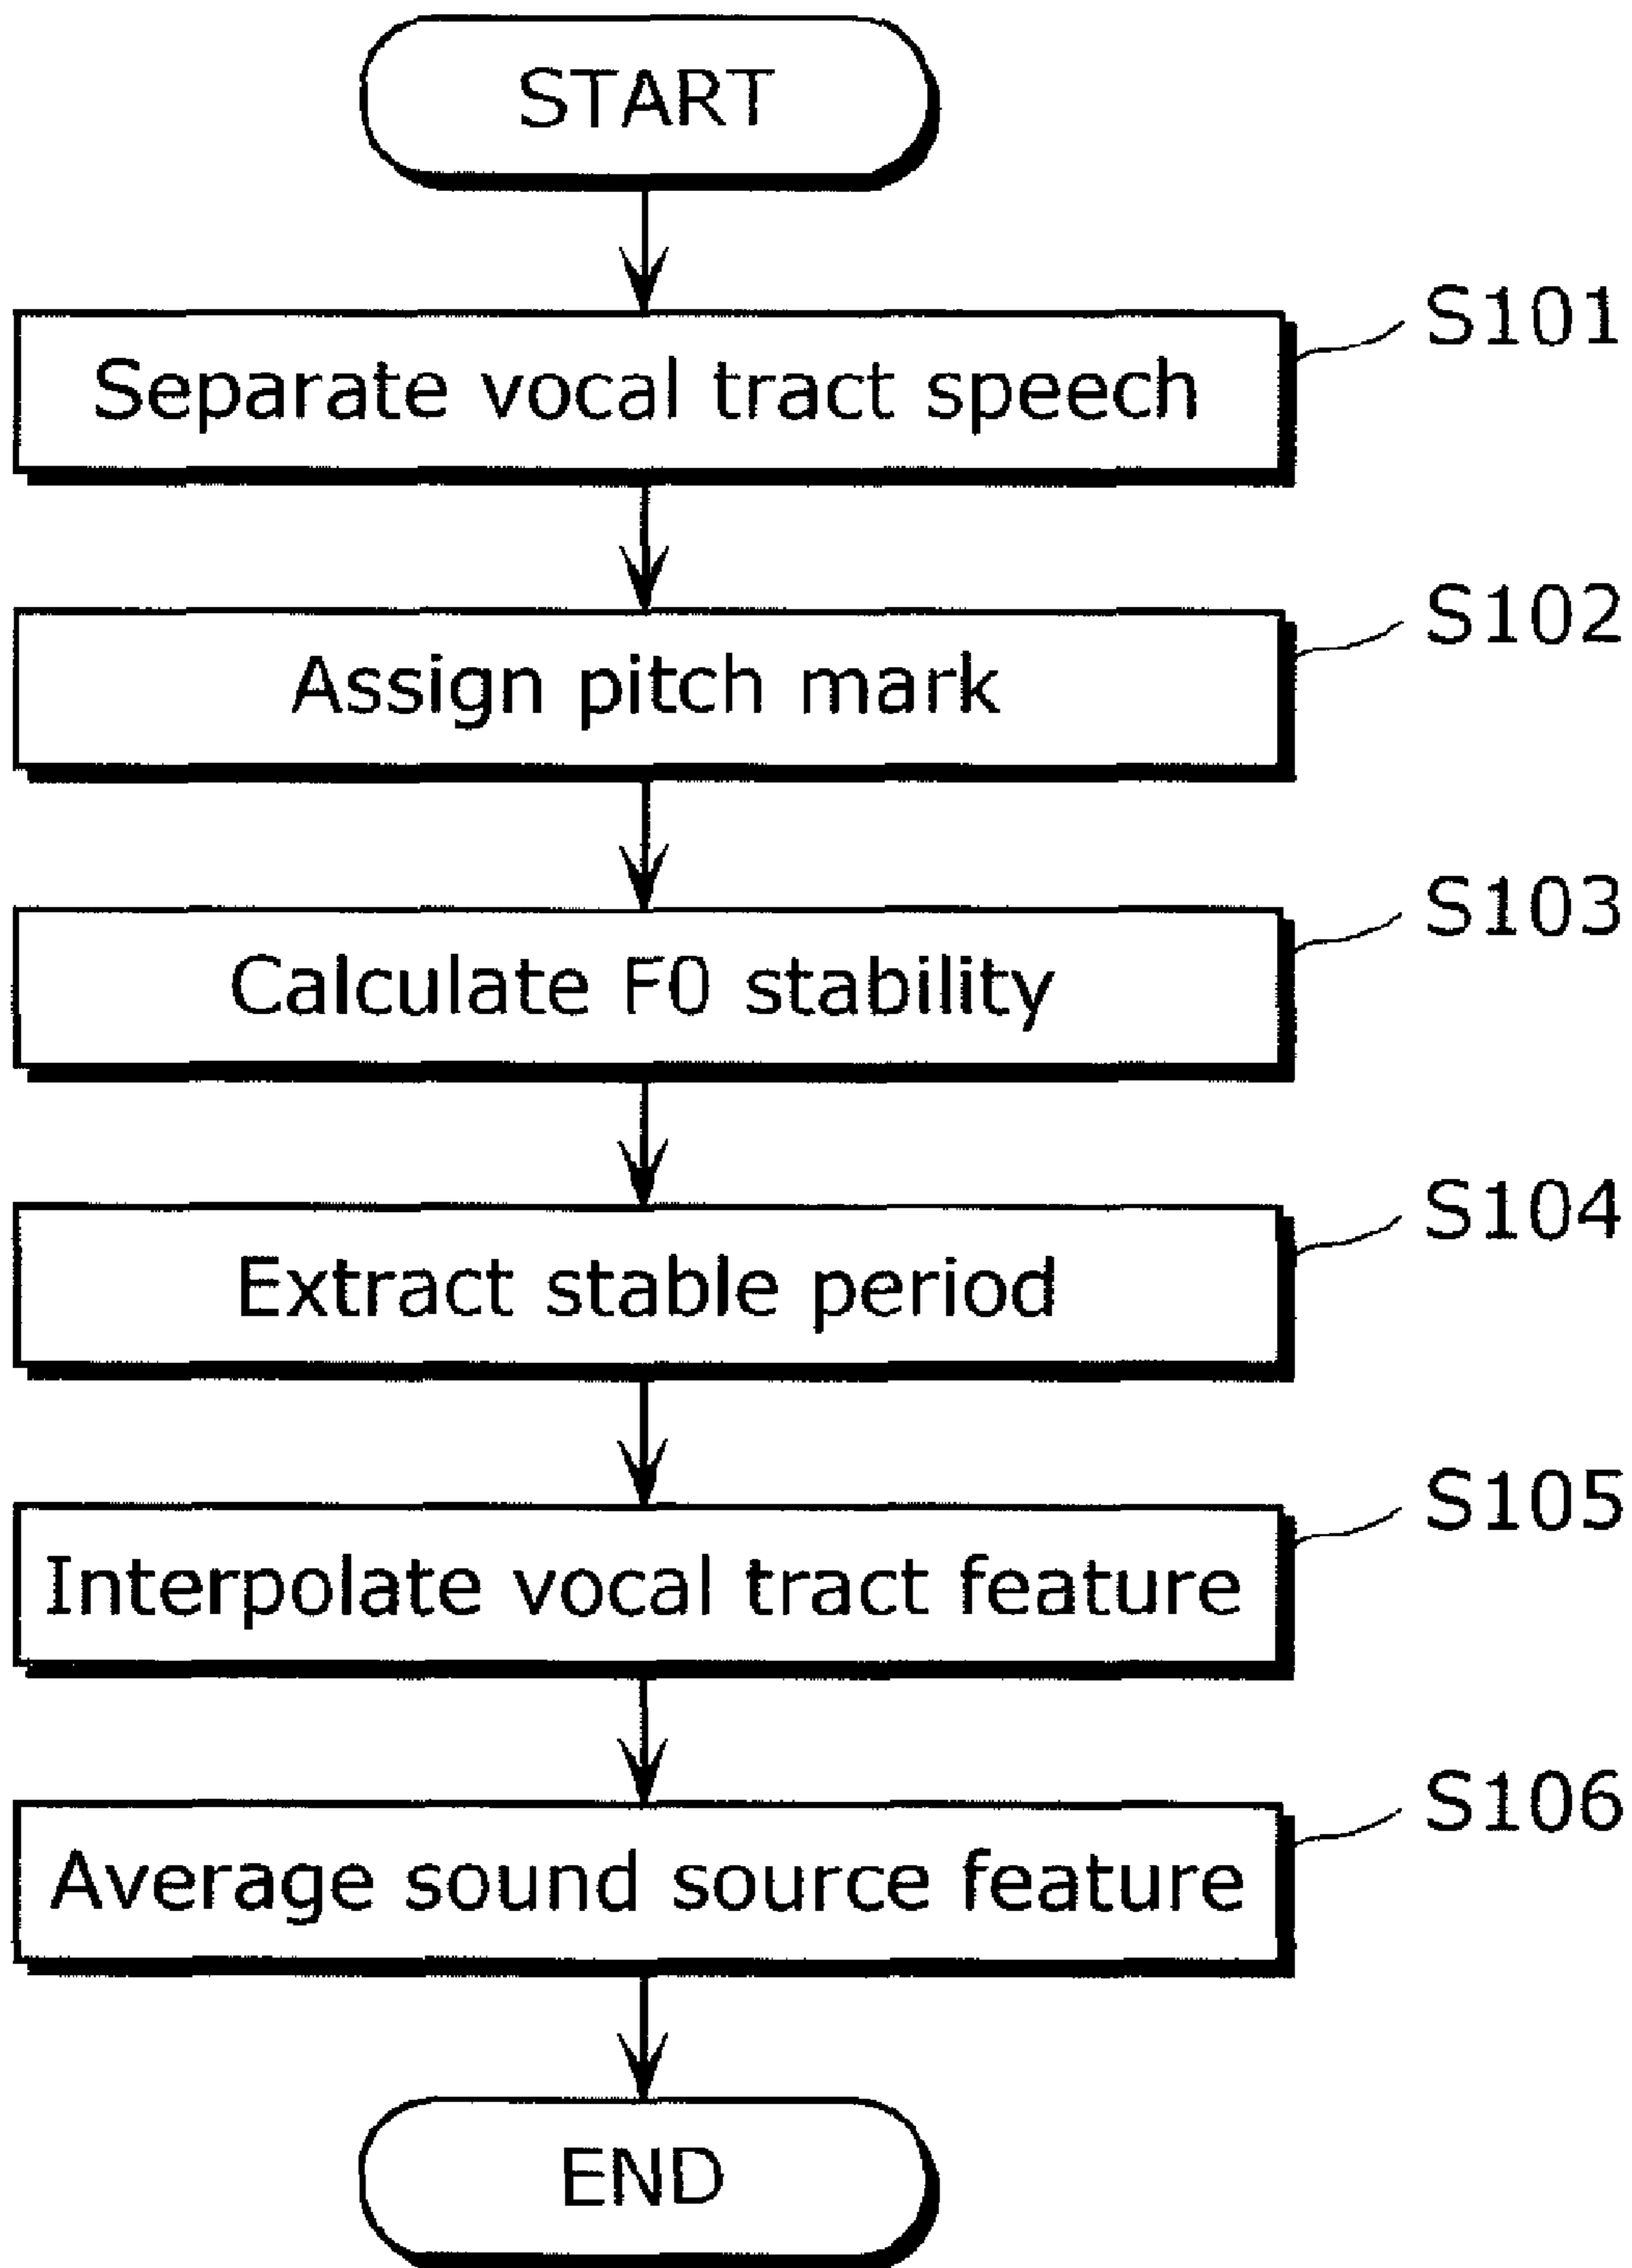 START
S101
Separate vocal tract speech
S102
Assign pitch mark
S103
Calculate F0 stability
S104
Extract stable period
S105
Interpolate vocal tract feature
S106
Average sound source feature
END